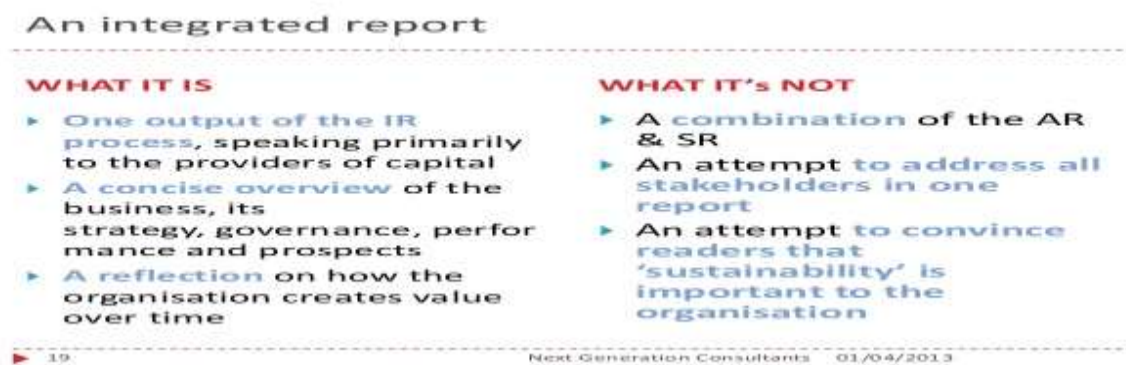 An integrated report
WHAT IT IS
► One output of the IR
process, speaking primarily
to the providers of capital
► A concise overview of the
business, its
strategy, governance, perfor
mance and prospects
► A reflection on how the
organisation creates value
over time
WHAT IT's NOT
► A combination of the AR
& SR
► An attempt to address all
stakeholders in one
report
► An attempt to convince
readers that
'sustainability' is
important to the
organisation
► 19
Next Generation Consultants 01/04/2013